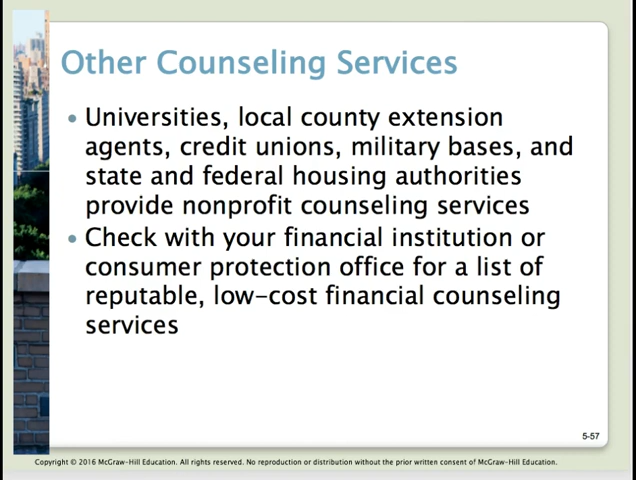 Other Counseling Services
• Universities, local county extension
agents, credit unions, military bases, and
state and federal housing authorities
provide nonprofit counseling services
• Check with your financial institution or
consumer protection office for a list of
reputable, low-cost financial counseling
services
5-57
Copyright © 2016 McGraw-Hill Education. All rights reserved. No reproduction or distribution without the prior written consent of McGraw-Hill Education.